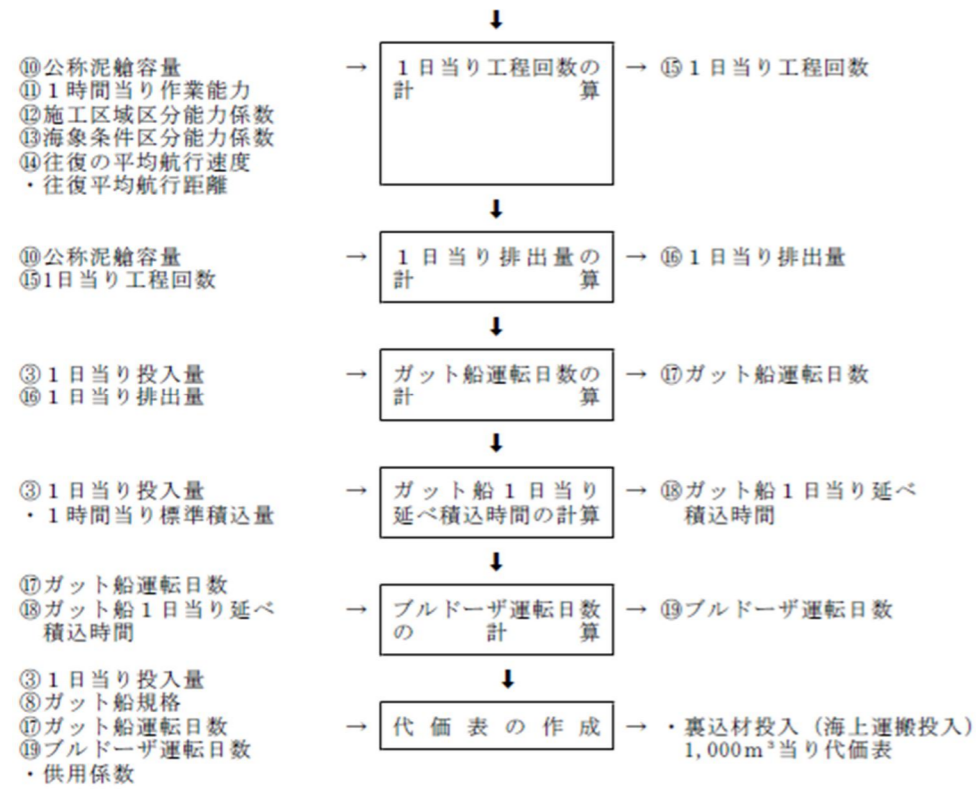 ⬇
⑩公称泥艙容量 → 1日当り工程回数の → ⑮1日当り工程回数
⑪1時間当り作業能力 計算
⑫施工区域区分能力係数
⑬海象条件区分能力係数
⑭往復の平均航行速度
・往復平均航行距離
⬇
⑩公称泥艙容量 → 1日当り排出量の → ⑯1日当り排出量
⑮1日当り工程回数 計算
⬇
③1日当り投入量 → ガット船運転日数の → ⑰ガット船運転日数
⑯1日当り排出量 計算
⬇
③1日当り投入量 → ガット船1日当り → ⑱ガット船1日当り延べ
・1時間当り標準積込量 延べ積込時間の計算 積込時間
⬇
⑰ガット船運転日数
⑱ガット船1日当り延べ → ブルドーザ運転日数 → ⑲ブルドーザ運転日数
積込時間 の計算
③1日当り投入量 ⬇
⑧ガット船規格
⑰ガット船運転日数 → 代価表の作成 → ・裏込材投入(海上運搬投入)
⑲ブルドーザ運転日数 1,000m³当り代価表
・供用係数